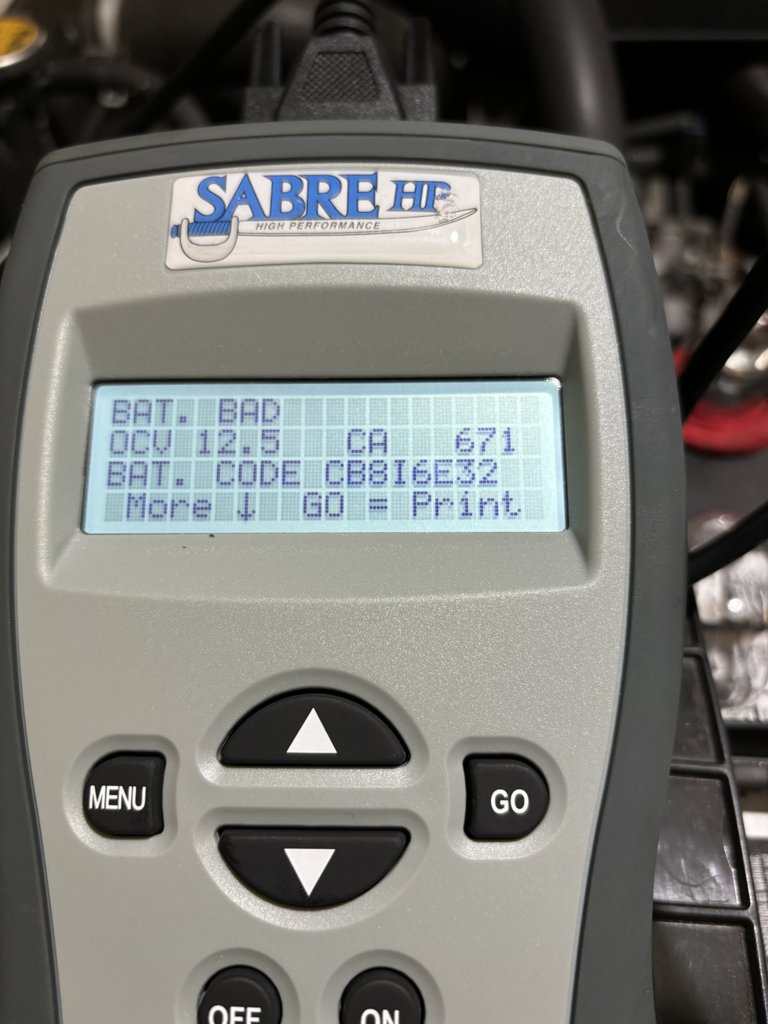 SABRE HP
HIGH PERFORMANCE
BAT. BAD
OCV 12.5 CA 671
BAT. CODE CB8I6E32
More ↓ GO = Print
MENU
GO
OFF
ON